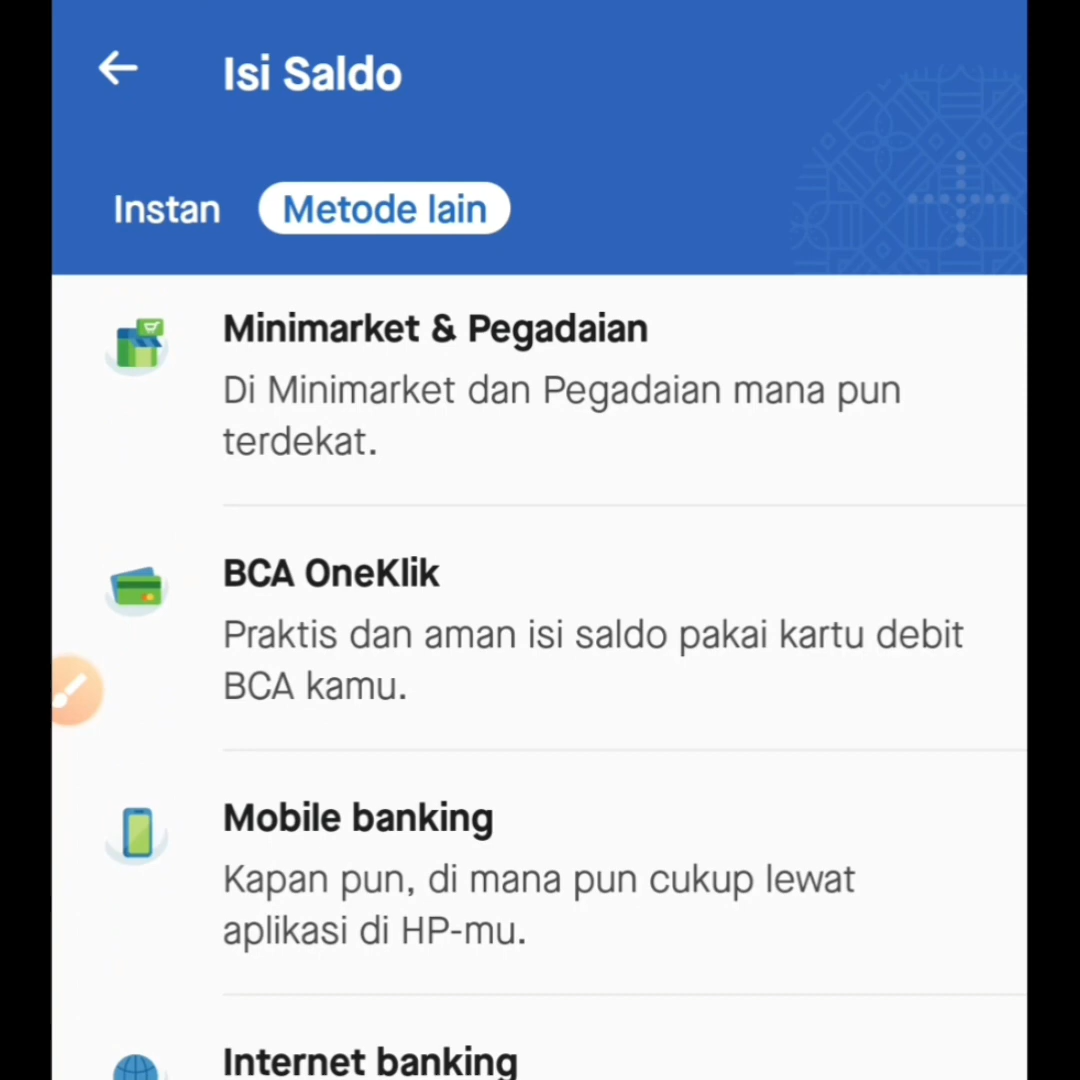 Isi Saldo
Instan
Metode lain
Minimarket & Pegadaian
Di Minimarket dan Pegadaian mana pun
terdekat.
BCA OneKlik
Praktis dan aman isi saldo pakai kartu debit
BCA kamu.
Mobile banking
Kapan pun, di mana pun cukup lewat
aplikasi di HP-mu.
Internet banking